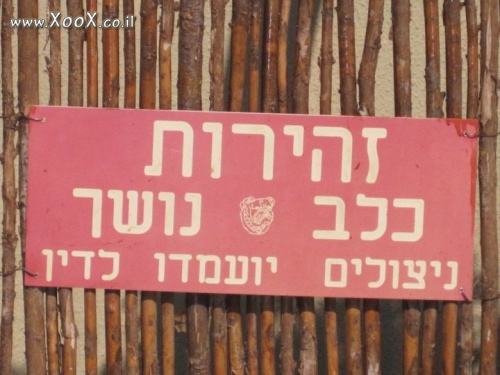 www.XooX.co.il
זהירות
כלב נושך
ניצולים יועמדו לדין